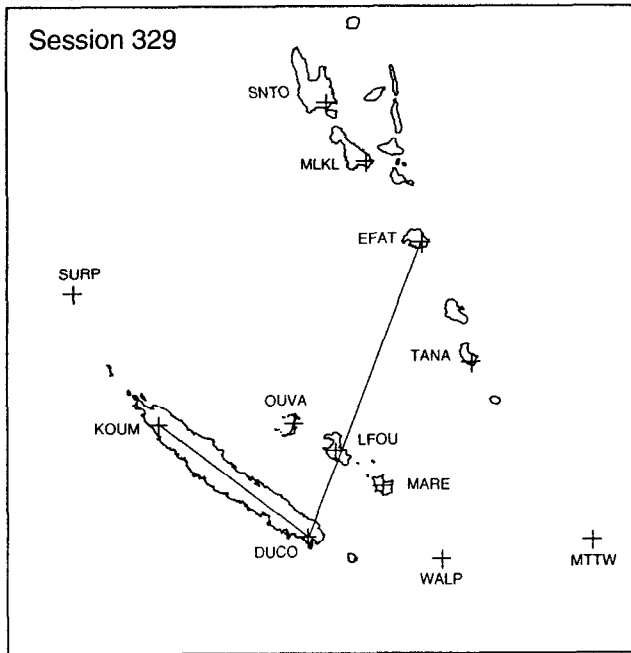 Session 329
SNTO
MLKL
EFAT
SURP
TANA
OUVA
KOUM
LFOU
MARE
DUCO
WALP
MTTW